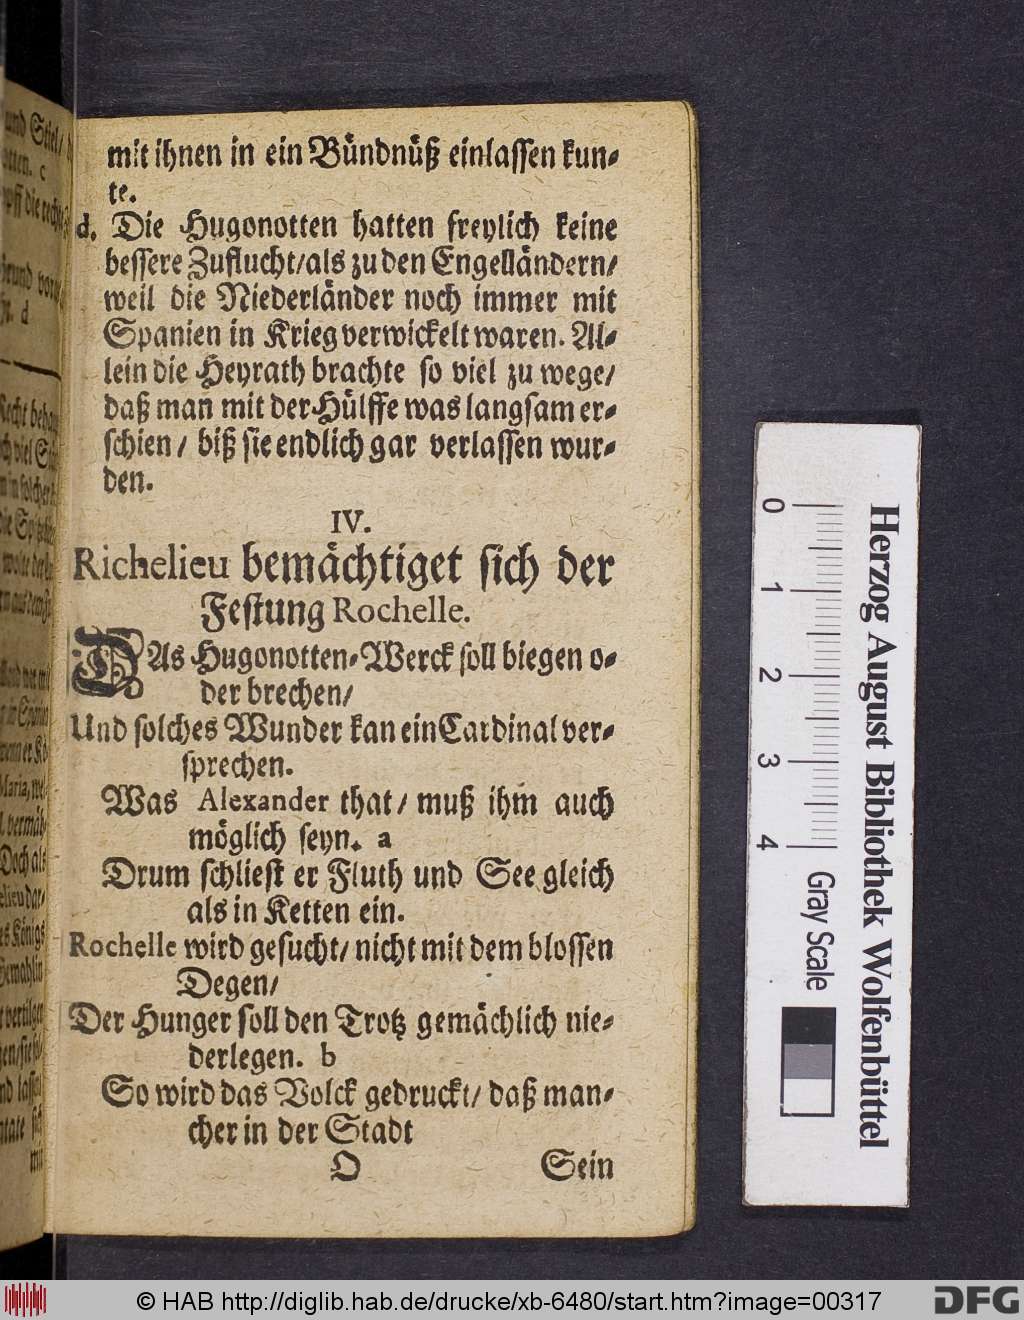 mit ihnen in ein Bündnüß einlassen kun-
te.
d. Die Hugonotten hatten freylich keine
bessere Zuflucht/als zu den Engelländern/
weil die Niederländer noch immer mit
Spanien in Krieg verwickelt waren. Al-
lein die Heyrath brachte so viel zu wege/
daß man mit der Hülffe was langsam er-
schien/ biß sie endlich gar verlassen wur-
den.
IV.
Richelieu bemächtiget sich der
Festung Rochelle.
DAs Hugonotten-Werck soll biegen o-
der brechen/
Und solches Wunder kan ein Cardinal ver-
sprechen.
Was Alexander that/ muß ihm auch
möglich seyn. a
Drum schliest er Fluth und See gleich
als in Ketten ein.
Rochelle wird gesucht/ nicht mit dem blossen
Degen/
Der Hunger soll den Trotz gemächlich nie-
derlegen. b
So wird das Volck gedruckt/ daß man-
cher in der Stadt
O Sein
Herzog August Bibliothek Wolfenbüttel
0 1 2 3 4
Gray Scale
© HAB http://diglib.hab.de/drucke/xb-6480/start.htm?image=00317
DFG